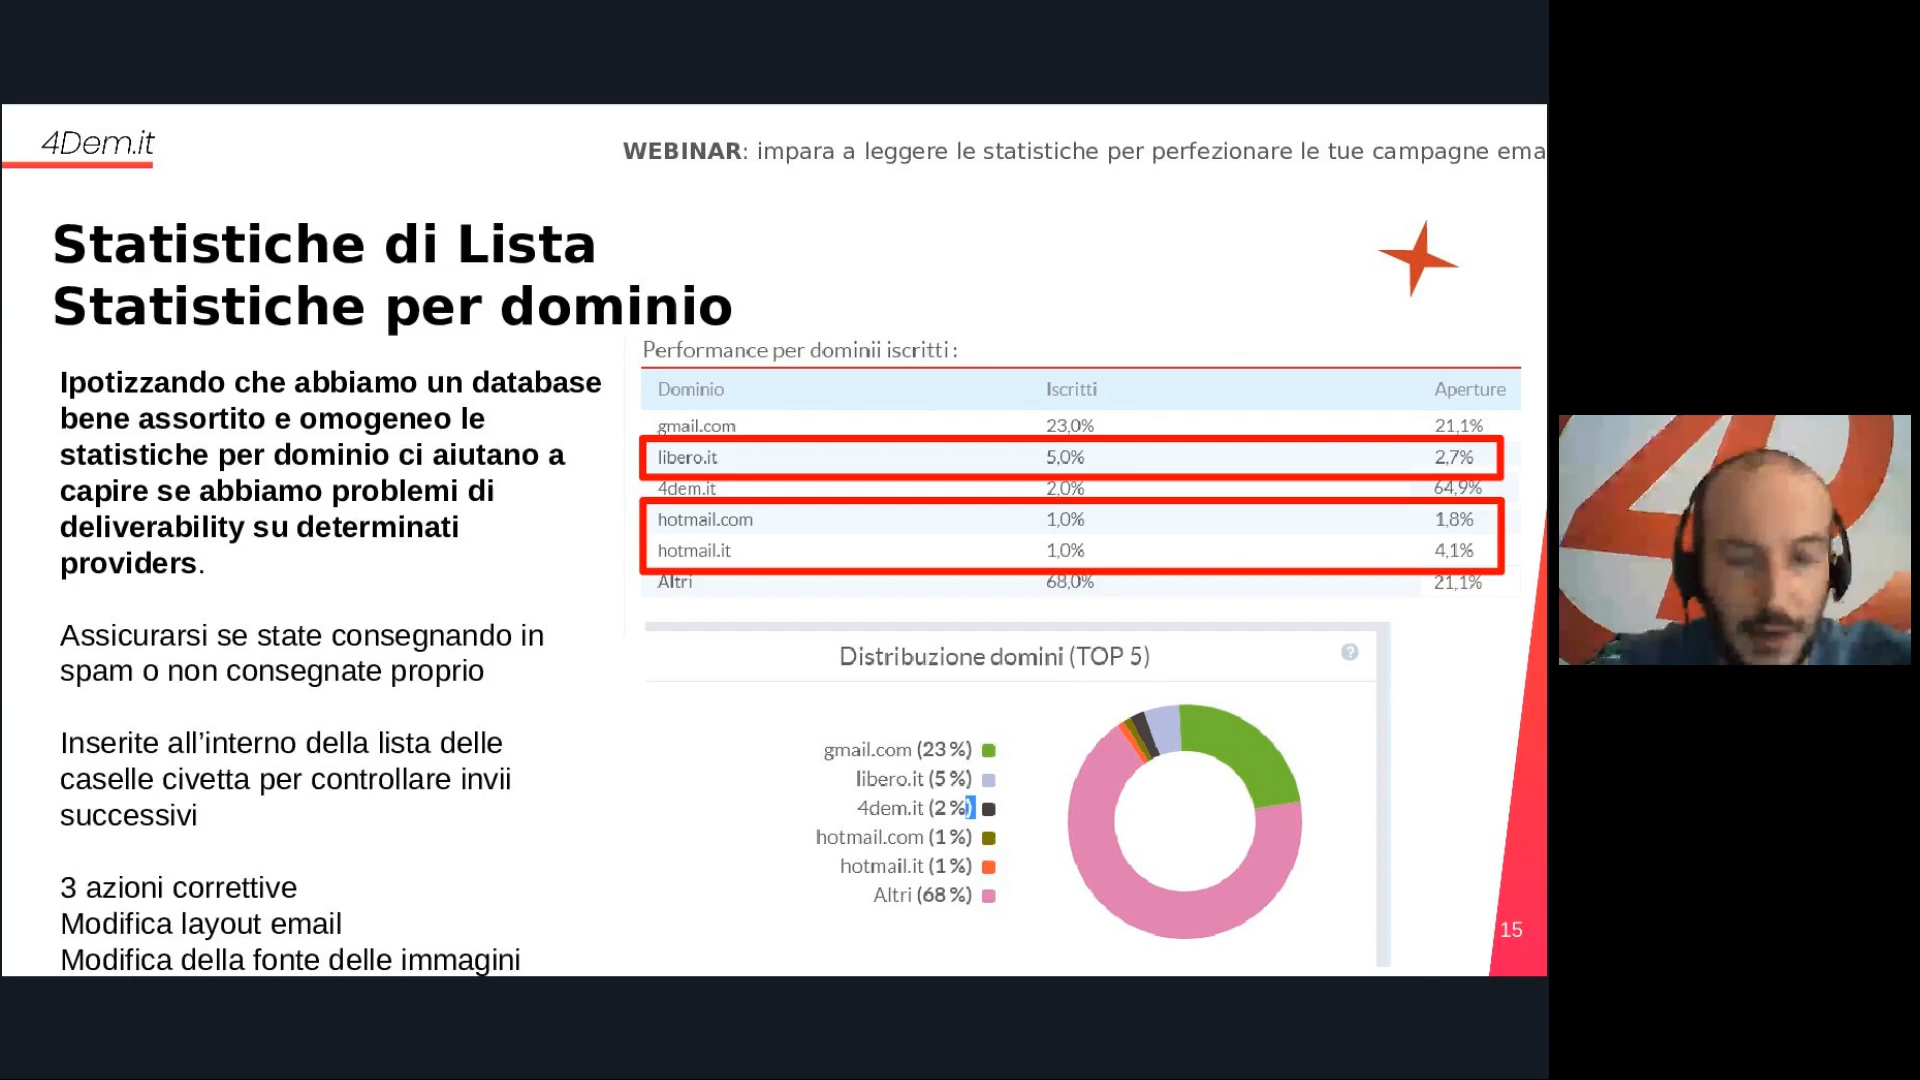 4Dem.it
WEBINAR: impara a leggere le statistiche per perfezionare le tue campagne ema
Statistiche di Lista
Statistiche per dominio
Ipotizzando che abbiamo un database
bene assortito e omogeneo le
statistiche per dominio ci aiutano a
capire se abbiamo problemi di
deliverability su determinati
providers.
Assicurarsi se state consegnando in
spam o non consegnate proprio
Inserite all’interno della lista delle
caselle civetta per controllare invii
successivi
3 azioni correttive
Modifica layout email
Modifica della fonte delle immagini
Performance per dominii iscritti :
Dominio Iscritti Aperture
gmail.com 23,0% 21,1%
libero.it 5,0% 2,7%
4dem.it 2,0% 64,9%
hotmail.com 1,0% 1,8%
hotmail.it 1,0% 4,1%
Altri 68,0% 21,1%
Distribuzione domini (TOP 5) ?
gmail.com (23 %)
libero.it (5 %)
4dem.it (2 %)
hotmail.com (1 %)
hotmail.it (1 %)
Altri (68 %)
15